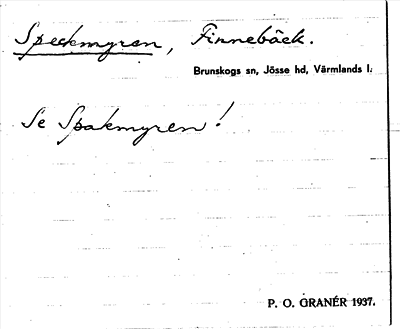 Speckmyren, Finnebäck.
Brunskogs sn, Jösse hd, Värmlands l.
Se Spakmyren!
P. O. GRANÉR 1937.